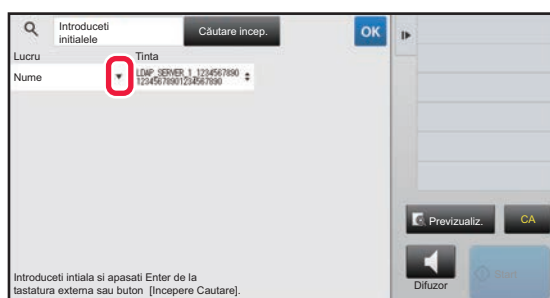 Introduceti
initialele
Căutare incep.
OK
Lucru
Tinta
Nume
LDAP_SERVER_1_1234567890
12345678901234567890
Previzualiz.
CA
Difuzor
Start
Introduceti intiala si apasati Enter de la
tastatura externa sau buton [Incepere Cautare].